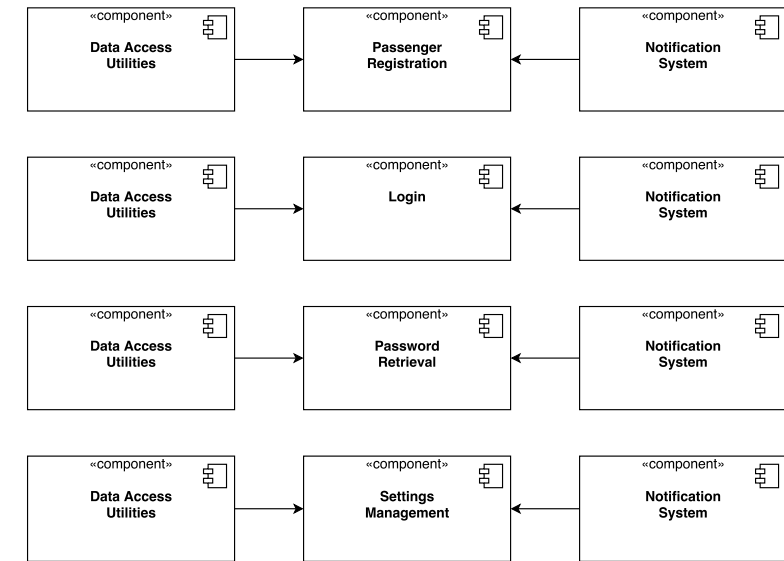 «component»
Data Access
Utilities
«component»
Passenger
Registration
«component»
Notification
System
«component»
Data Access
Utilities
«component»
Login
«component»
Notification
System
«component»
Data Access
Utilities
«component»
Password
Retrieval
«component»
Notification
System
«component»
Data Access
Utilities
«component»
Settings
Management
«component»
Notification
System